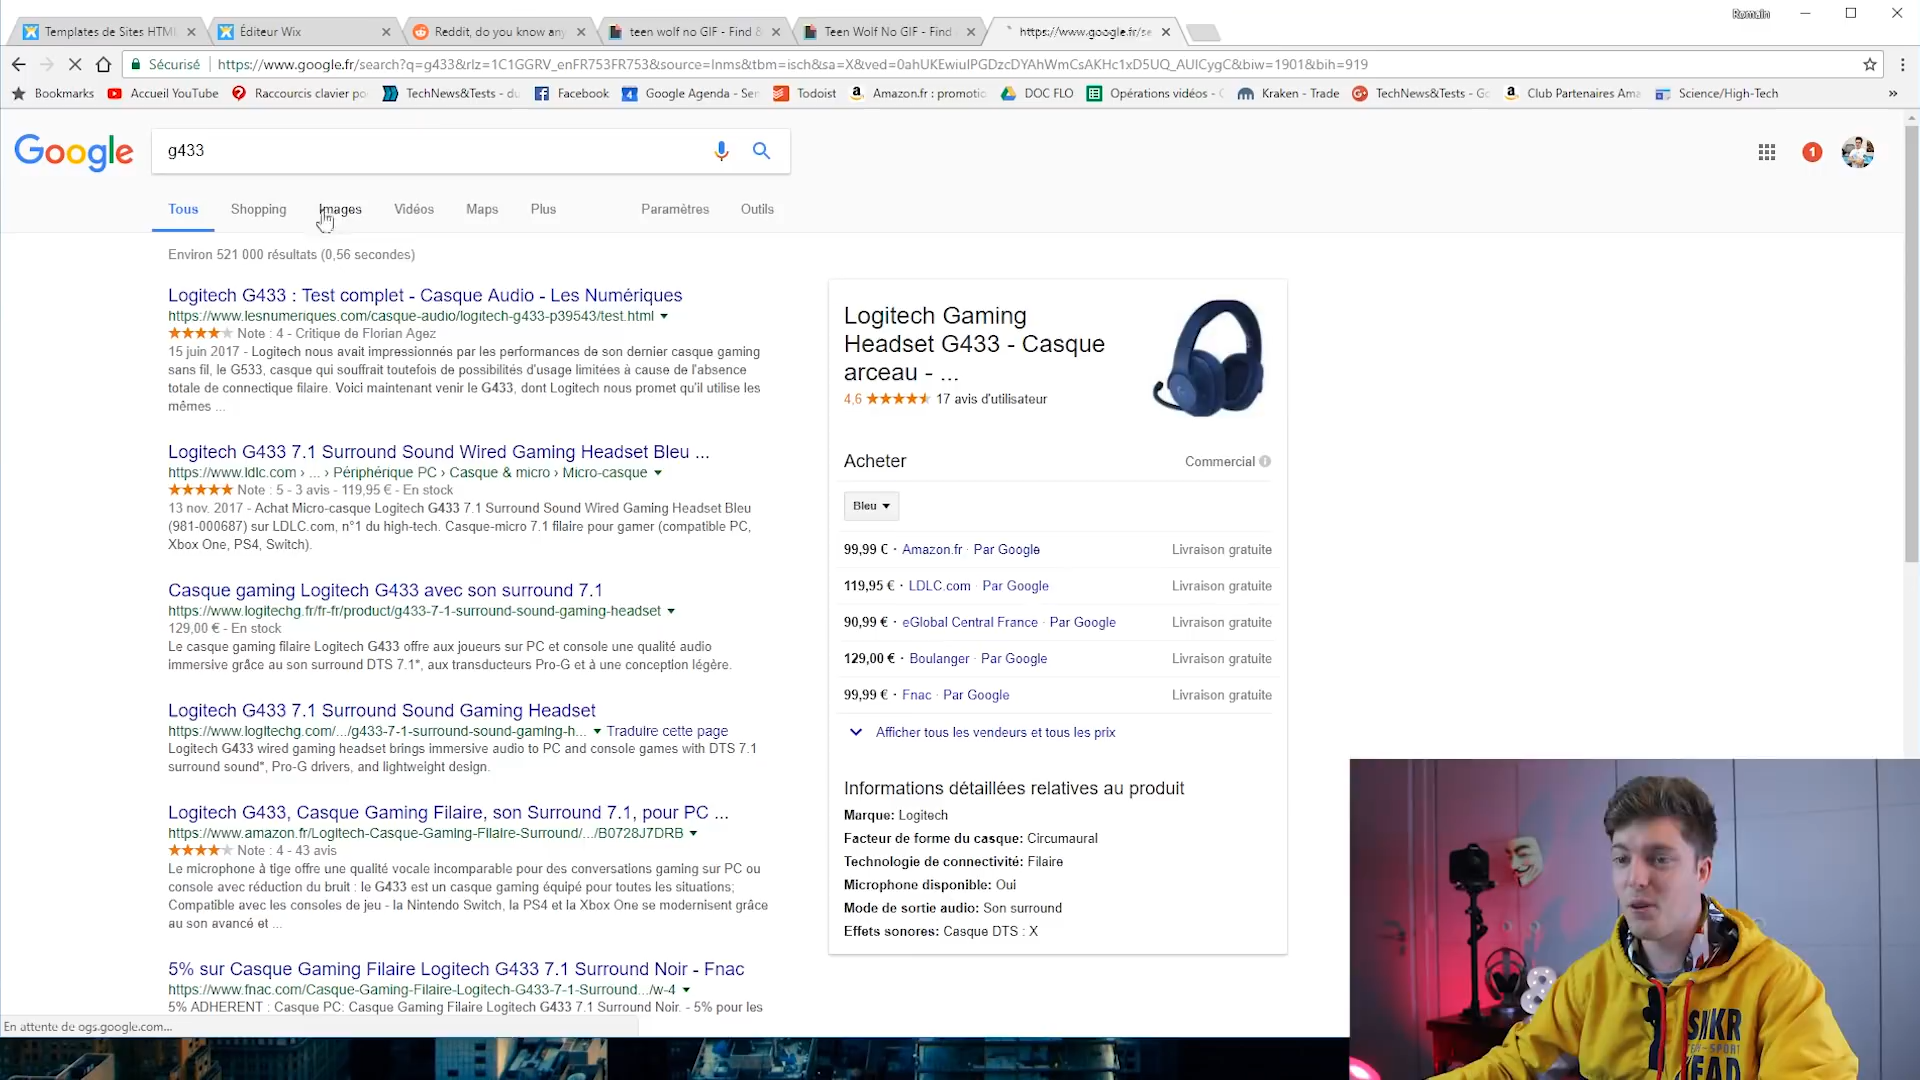 Romain
Templates de Sites HTML
Éditeur Wix
Reddit, do you know any
teen wolf no GIF - Find &
Teen Wolf No GIF - Find
https://www.google.fr/se
Sécurisé
https://www.google.fr/search?q=g433&rlz=1C1GGRV_enFR753FR753&source=lnms&tbm=isch&sa=X&ved=0ahUKEwiuIPGDzcDYAhWmCsAKHc1xD5UQ_AUICygC&biw=1901&bih=919
Bookmarks
Accueil YouTube
Raccourcis clavier po
TechNews&Tests - du
Facebook
Google Agenda - Sem
Todoist
Amazon.fr : promotio
DOC FLO
Opérations vidéos -
Kraken - Trade
TechNews&Tests - Go
Club Partenaires Ama
Science/High-Tech
»
Google
g433
1
Tous
Shopping
Images
Vidéos
Maps
Plus
Paramètres
Outils
Environ 521 000 résultats (0,56 secondes)
Logitech G433 : Test complet - Casque Audio - Les Numériques
https://www.lesnumeriques.com/casque-audio/logitech-g433-p39543/test.html
Note : 4 - Critique de Florian Agez
15 juin 2017 - Logitech nous avait impressionnés par les performances de son dernier casque gaming
sans fil, le G533, casque qui souffrait toutefois de possibilités d'usage limitées à cause de l'absence
totale de connectique filaire. Voici maintenant venir le G433, dont Logitech nous promet qu'il utilise les
mêmes ...
Logitech G433 7.1 Surround Sound Wired Gaming Headset Bleu ...
https://www.ldlc.com › ... › Périphérique PC › Casque & micro › Micro-casque
Note : 5 - 3 avis - 119,95 € - En stock
13 nov. 2017 - Achat Micro-casque Logitech G433 7.1 Surround Sound Wired Gaming Headset Bleu
(981-000687) sur LDLC.com, n°1 du high-tech. Casque-micro 7.1 filaire pour gamer (compatible PC,
Xbox One, PS4, Switch).
Casque gaming Logitech G433 avec son surround 7.1
https://www.logitechg.fr/fr-fr/product/g433-7-1-surround-sound-gaming-headset
129,00 € - En stock
Le casque gaming filaire Logitech G433 offre aux joueurs sur PC et console une qualité audio
immersive grâce au son surround DTS 7.1*, aux transducteurs Pro-G et à une conception légère.
Logitech G433 7.1 Surround Sound Gaming Headset
https://www.logitechg.com/.../g433-7-1-surround-sound-gaming-h...
Traduire cette page
Logitech G433 wired gaming headset brings immersive audio to PC and console games with DTS 7.1
surround sound*, Pro-G drivers, and lightweight design.
Logitech G433, Casque Gaming Filaire, son Surround 7.1, pour PC ...
https://www.amazon.fr/Logitech-Casque-Gaming-Filaire-Surround/.../B0728J7DRB
Note : 4 - 43 avis
Le microphone à tige offre une qualité vocale incomparable pour des conversations gaming sur PC ou
console avec réduction du bruit : le G433 est un casque gaming équipé pour toutes les situations;
Compatible avec les consoles de jeu - la Nintendo Switch, la PS4 et la Xbox One se modernisent grâce
au son avancé et ...
5% sur Casque Gaming Filaire Logitech G433 7.1 Surround Noir - Fnac
https://www.fnac.com/Casque-Gaming-Filaire-Logitech-G433-7-1-Surround.../w-4
5% ADHERENT : Casque PC: Casque Gaming Filaire Logitech G433 7.1 Surround Noir. - 5% pour les
En attente de ogs.google.com...
Logitech Gaming
Headset G433 - Casque
arceau - ...
4,6
17 avis d'utilisateur
Acheter
Commercial
Bleu
99,99 € · Amazon.fr · Par Google
Livraison gratuite
119,95 € · LDLC.com · Par Google
Livraison gratuite
90,99 € · eGlobal Central France · Par Google
Livraison gratuite
129,00 € · Boulanger · Par Google
Livraison gratuite
99,99 € · Fnac · Par Google
Livraison gratuite
Afficher tous les vendeurs et tous les prix
Informations détaillées relatives au produit
Marque: Logitech
Facteur de forme du casque: Circumaural
Technologie de connectivité: Filaire
Microphone disponible: Oui
Mode de sortie audio: Son surround
Effets sonores: Casque DTS : X